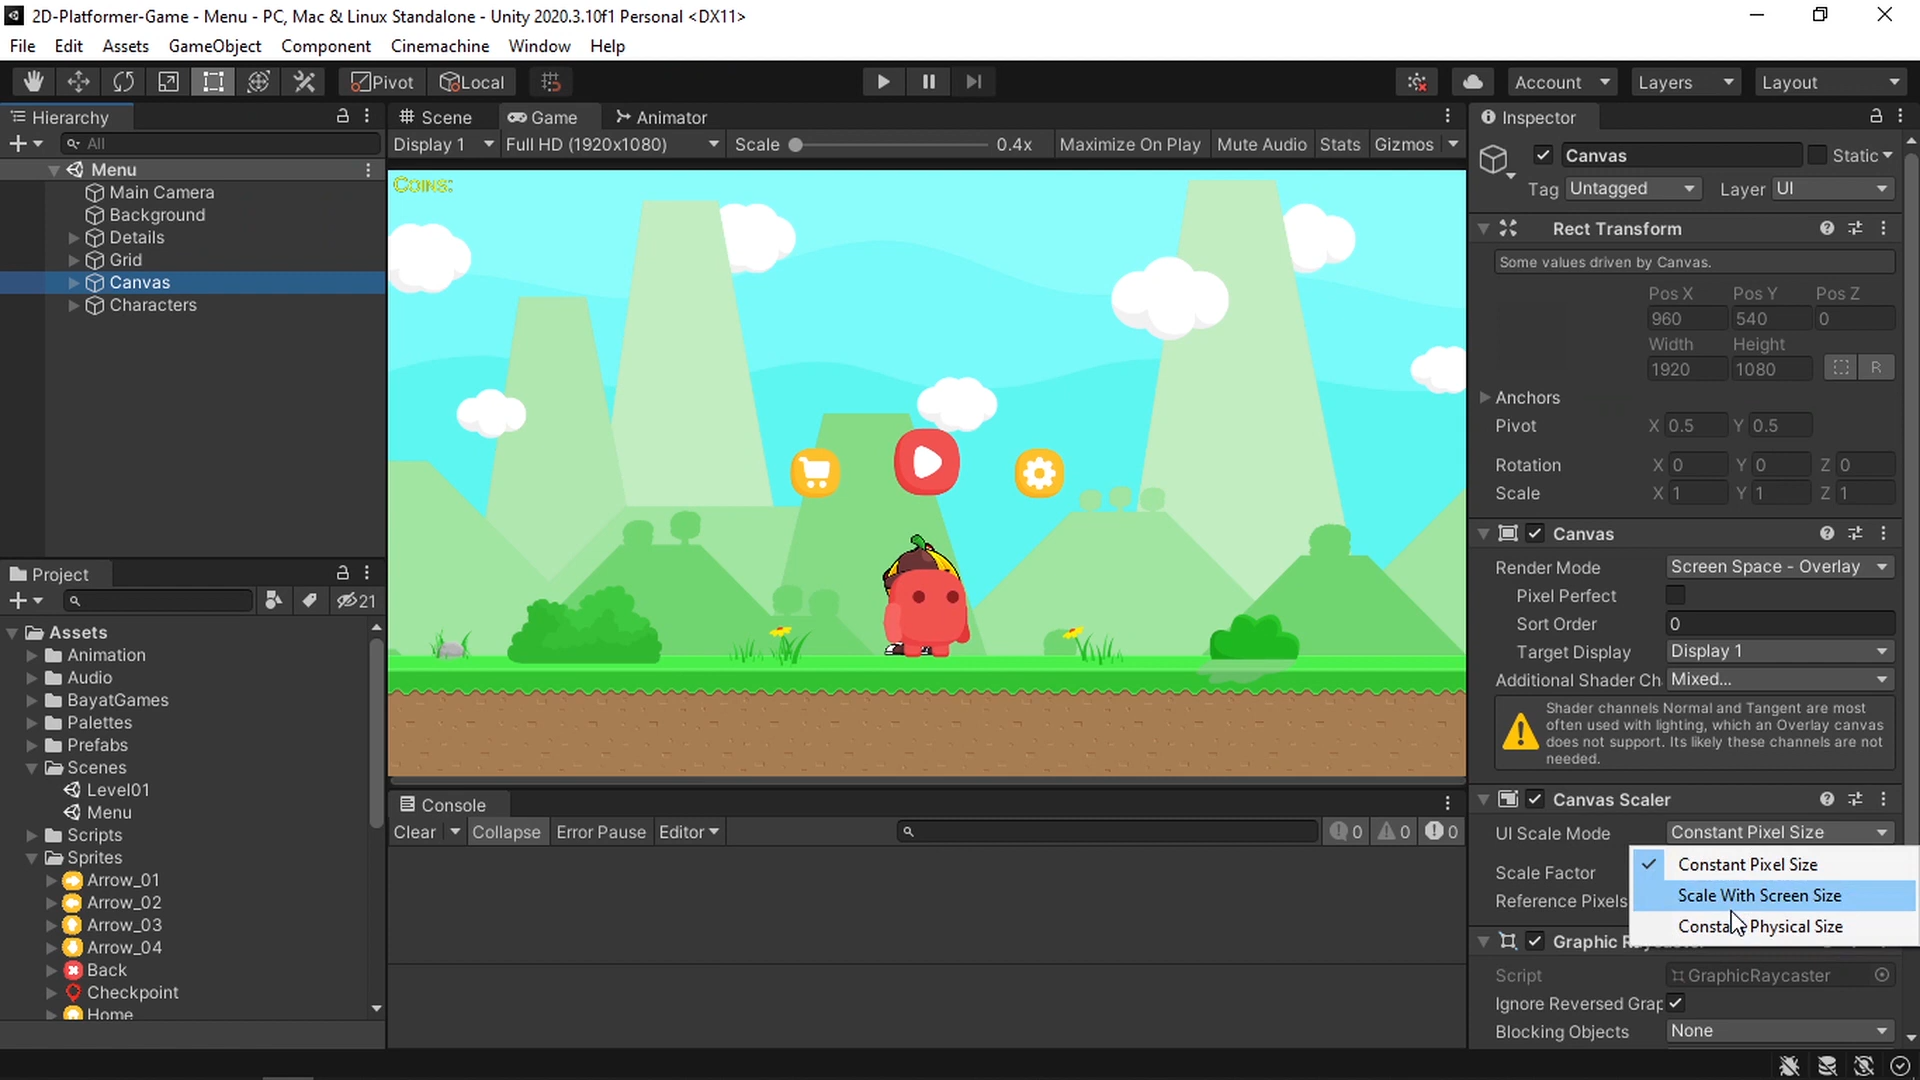 2D-Platformer-Game - Menu - PC, Mac & Linux Standalone - Unity 2020.3.10f1 Personal <DX11>
File Edit Assets GameObject Component Cinemachine Window Help
Pivot Local Account Layers Layout
Hierarchy
All
Menu
Main Camera
Background
Details
Grid
Canvas
Characters
Project
21
Assets
Animation
Audio
BayatGames
Palettes
Prefabs
Scenes
Level01
Menu
Scripts
Sprites
Arrow_01
Arrow_02
Arrow_03
Arrow_04
Back
Checkpoint
Home
Scene Game Animator
Display 1 Full HD (1920x1080) Scale 0.4x Maximize On Play Mute Audio Stats Gizmos
Coins:
Console
Clear Collapse Error Pause Editor 0 0 0
Inspector
Canvas Static
Tag Untagged Layer UI
Rect Transform
Some values driven by Canvas.
Pos X Pos Y Pos Z
960 540 0
Width Height
1920 1080 R
Anchors
Pivot X 0.5 Y 0.5
Rotation X 0 Y 0 Z 0
Scale X 1 Y 1 Z 1
Canvas
Render Mode Screen Space - Overlay
Pixel Perfect
Sort Order 0
Target Display Display 1
Additional Shader Ch Mixed...
Shader channels Normal and Tangent are most
often used with lighting, which an Overlay canvas
does not support. Its likely these channels are not
needed.
Canvas Scaler
UI Scale Mode Constant Pixel Size
Constant Pixel Size
Scale Factor
Scale With Screen Size
Reference Pixels
Constant Physical Size
Graphic
Script GraphicRaycaster
Ignore Reversed Grap
Blocking Objects None